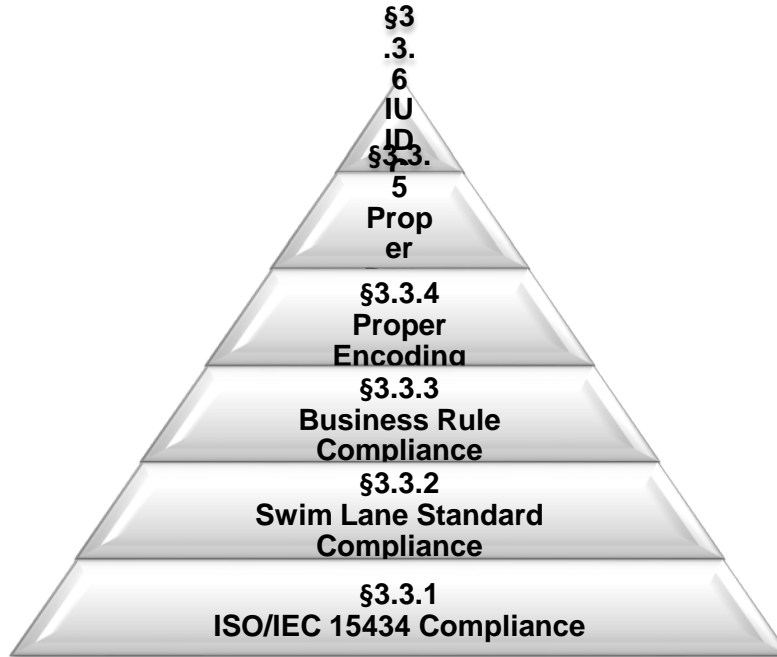 §3
.3.
6
IU
ID
§3.3.
5
Prop
er
§3.3.4
Proper
Encoding
§3.3.3
Business Rule
Compliance
§3.3.2
Swim Lane Standard
Compliance
§3.3.1
ISO/IEC 15434 Compliance